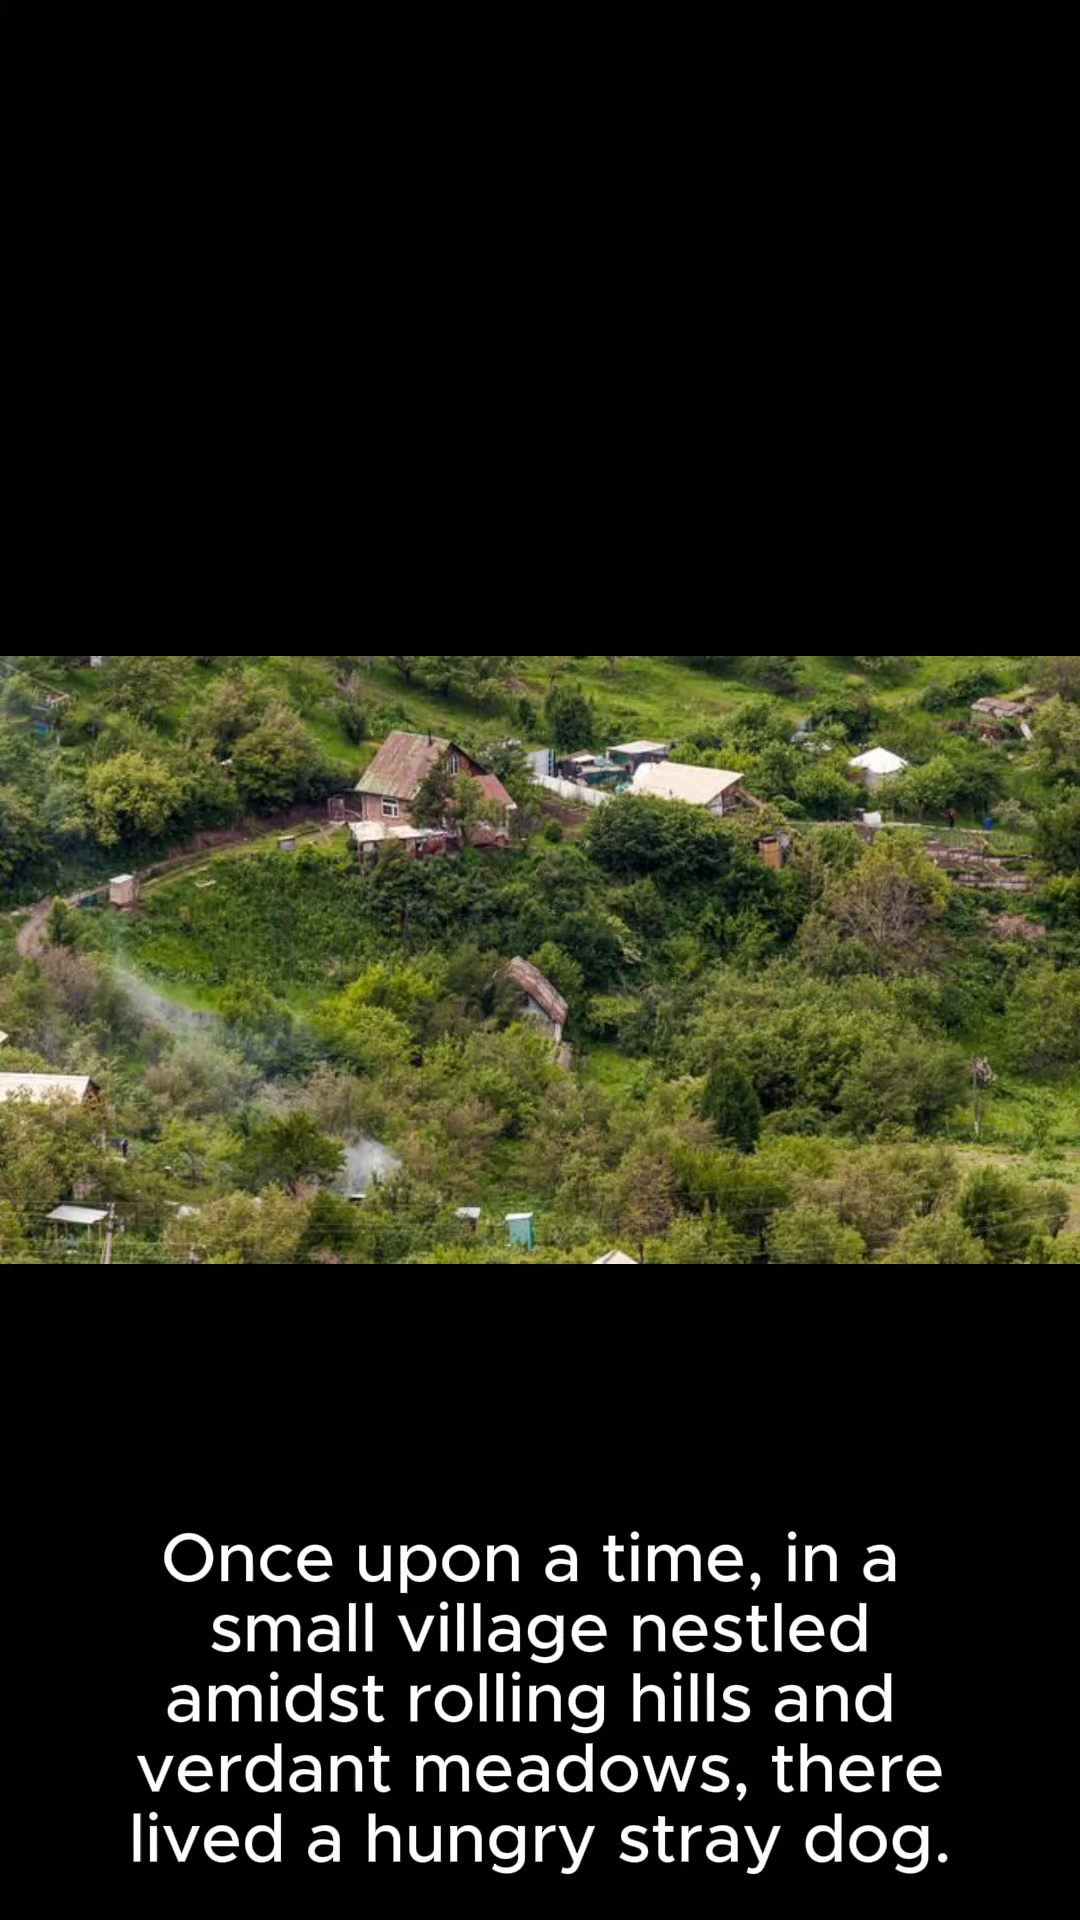 Once upon a time, in a
small village nestled
amidst rolling hills and
verdant meadows, there
lived a hungry stray dog.